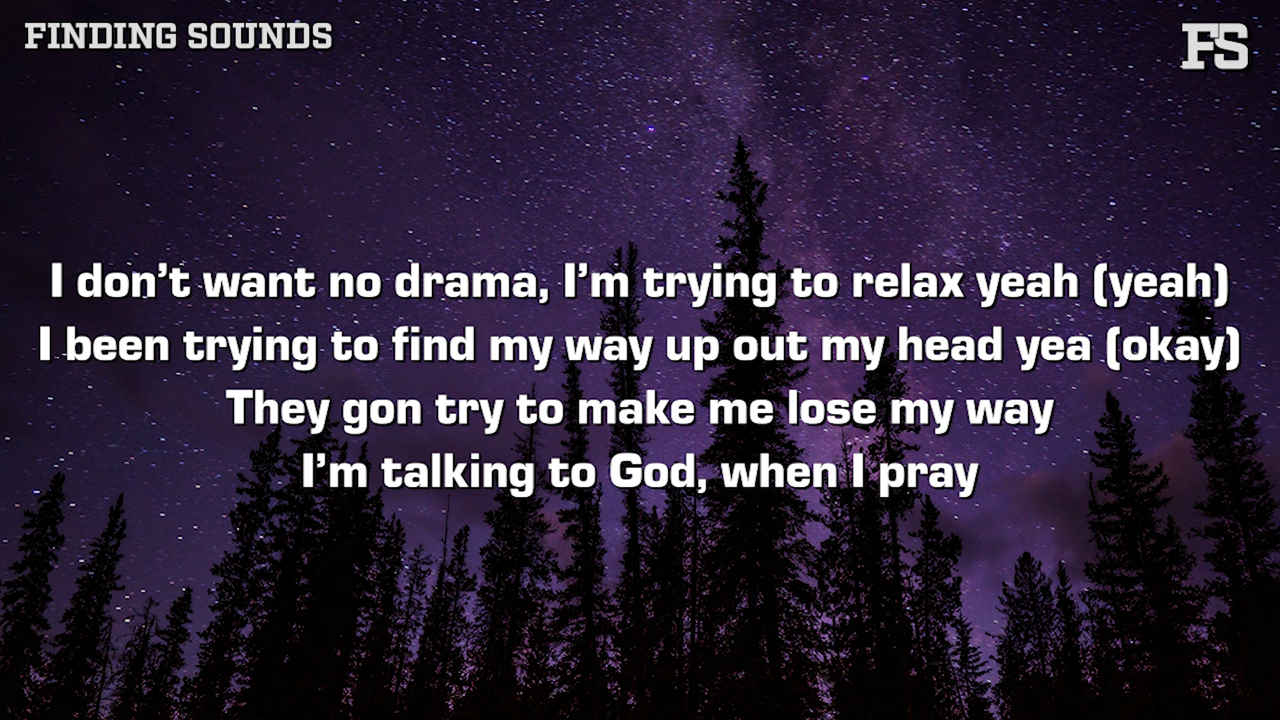 FINDING SOUNDS
FS
I don’t want no drama, I’m trying to relax yeah (yeah)
I been trying to find my way up out my head yea (okay)
They gon try to make me lose my way
I’m talking to God, when I pray